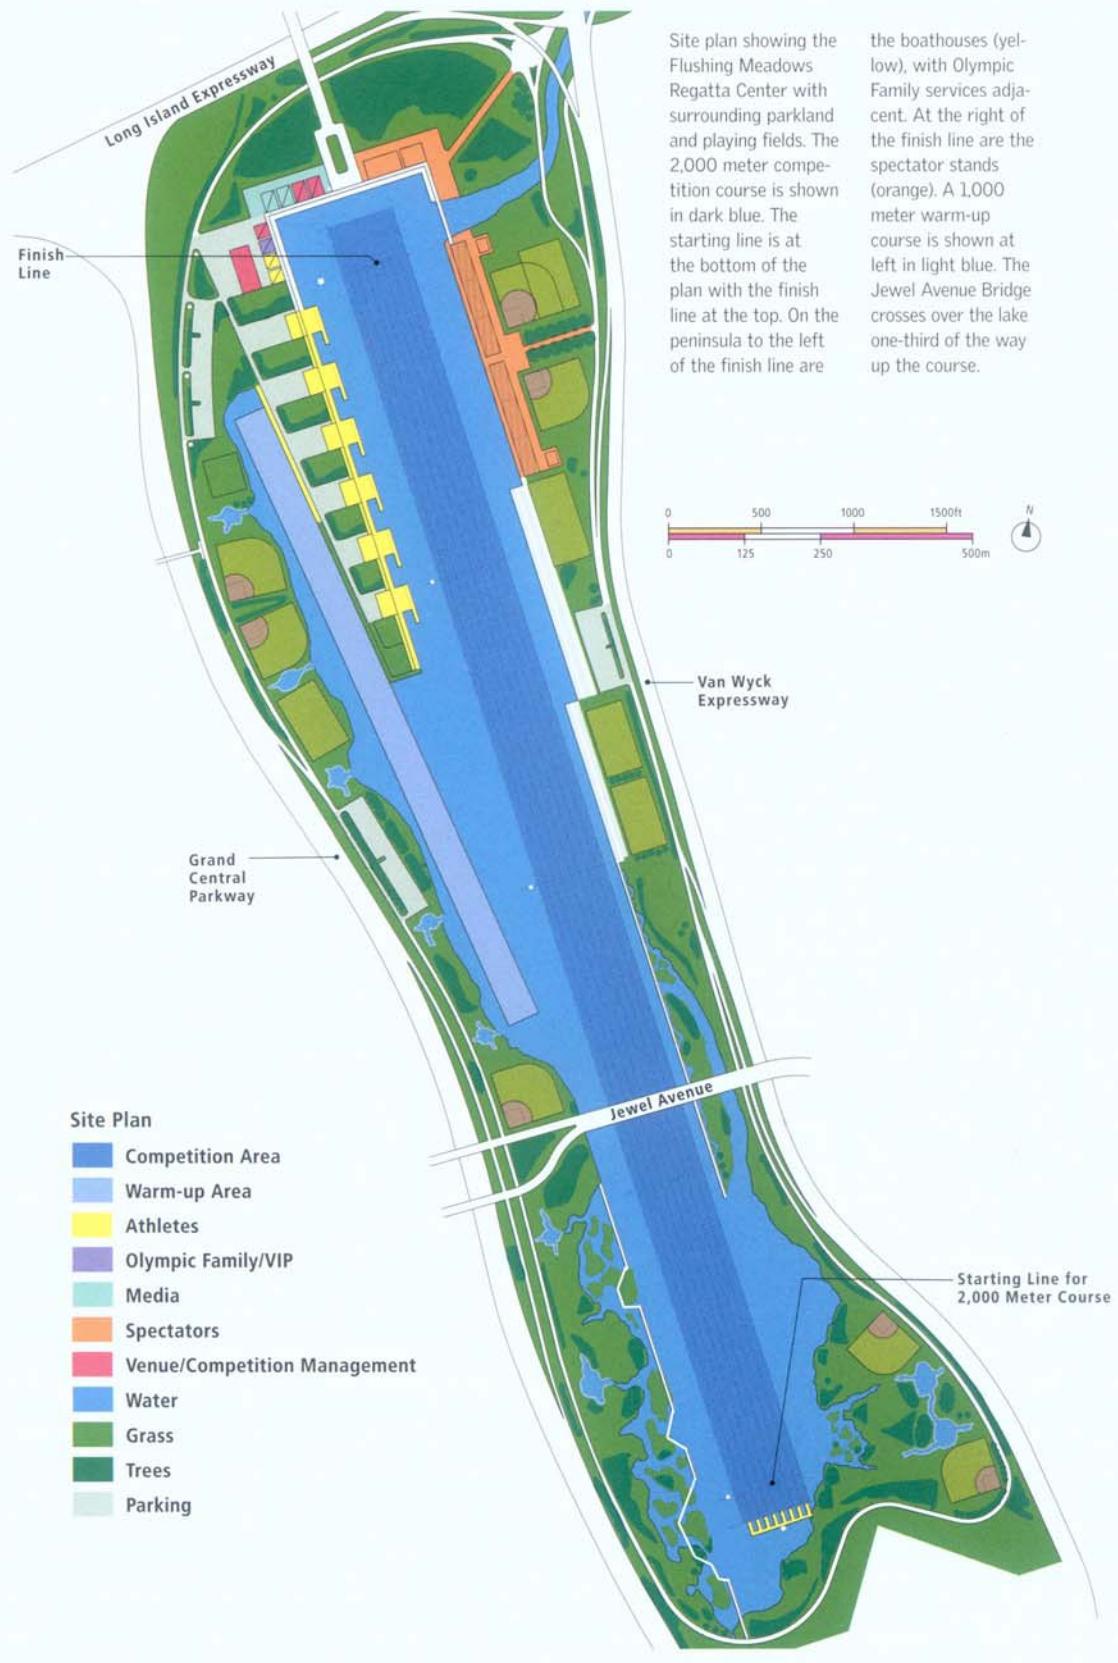 Long Island Expressway
Site plan showing the
Flushing Meadows
Regatta Center with
surrounding parkland
and playing fields. The
2,000 meter compe-
tition course is shown
in dark blue. The
starting line is at
the bottom of the
plan with the finish
line at the top. On the
peninsula to the left
of the finish line are
the boathouses (yel-
low), with Olympic
Family services adja-
cent. At the right of
the finish line are the
spectator stands
(orange). A 1,000
meter warm-up
course is shown at
left in light blue. The
Jewel Avenue Bridge
crosses over the lake
one-third of the way
up the course.
Finish
Line
0 500 1000 1500ft
0 125 250 500m
N
Van Wyck
Expressway
Grand
Central
Parkway
Jewel Avenue
Site Plan
Competition Area
Warm-up Area
Athletes
Olympic Family/VIP
Media
Spectators
Venue/Competition Management
Water
Grass
Trees
Parking
Starting Line for
2,000 Meter Course